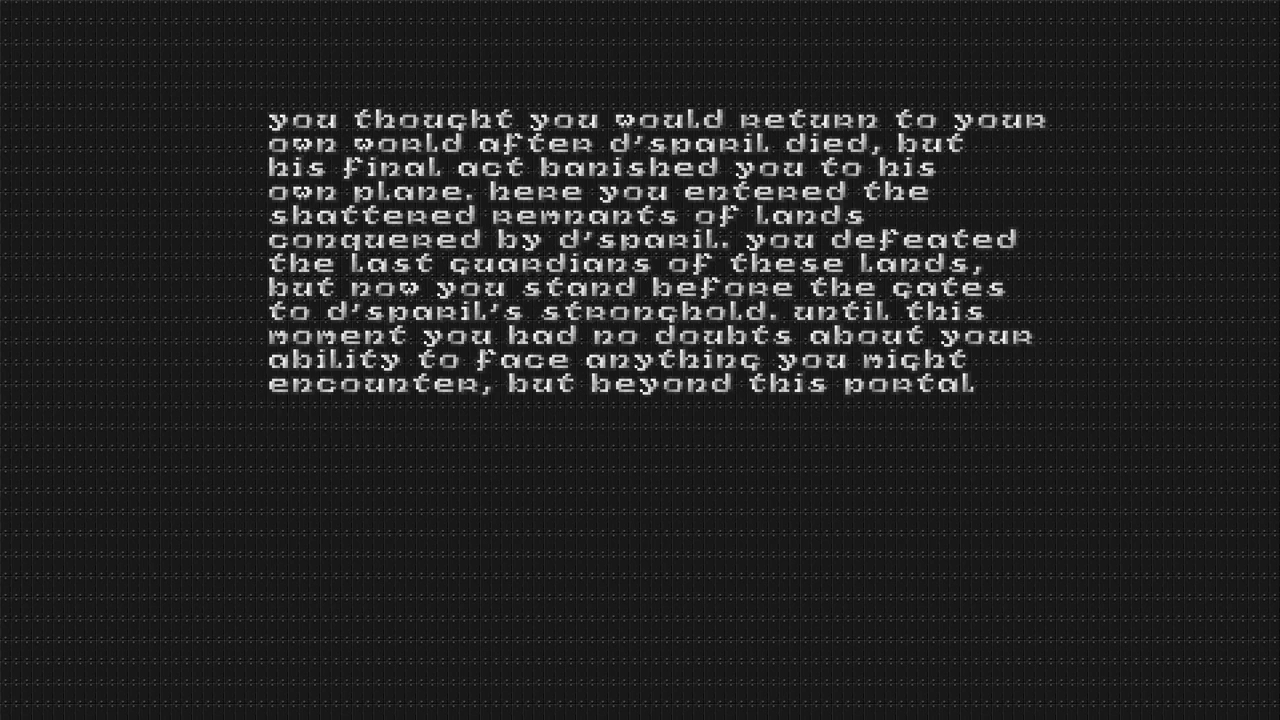 you thought you would return to your
own world after d'sparil died, but
his final act banished you to his
own plane. here you entered the
shattered remnants of lands
conquered by d'sparil. you defeated
the last guardians of these lands,
but now you stand before the gates
to d'sparil's stronghold. until this
moment you had no doubts about your
ability to face anything you might
encounter, but beyond this portal